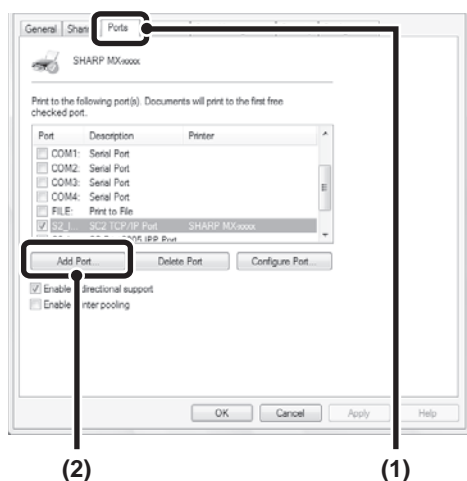 General Shari Ports
SHARP MX-xxxx
Print to the following port(s). Documents will print to the first free
checked port.
Port Description Printer
COM1: Serial Port
COM2: Serial Port
COM3: Serial Port
COM4: Serial Port
FILE: Print to File
S2_I... SC2 TCP/IP Port SHARP MX-xxxx
IPP Port
Add Port... Delete Port Configure Port...
Enable directional support
Enable nter pooling
OK Cancel Apply Help
(2) (1)